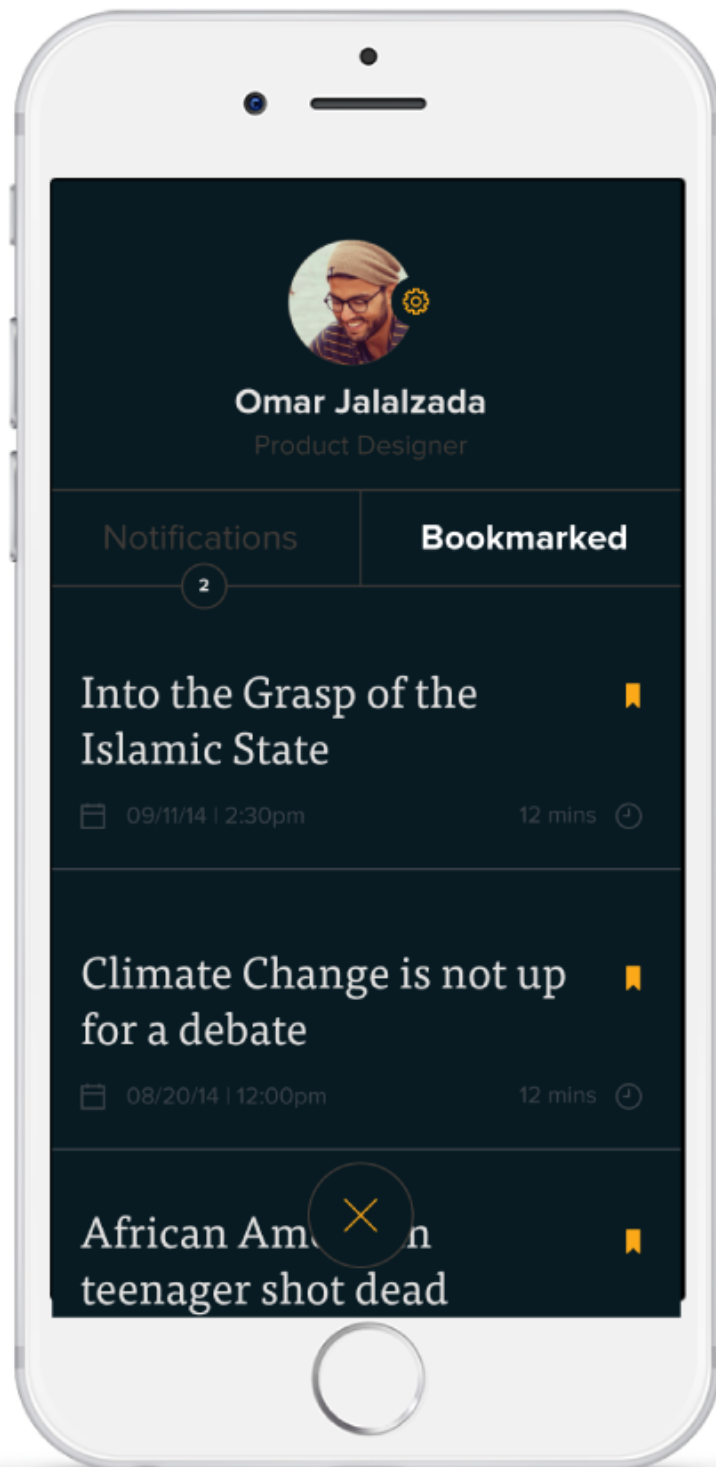 Omar Jalalzada
Product Designer
Notifications
Bookmarked
2
Into the Grasp of the
Islamic State
09/11/14 | 2:30pm
12 mins
Climate Change is not up
for a debate
08/20/14 | 12:00pm
12 mins
African Am n
teenager shot dead